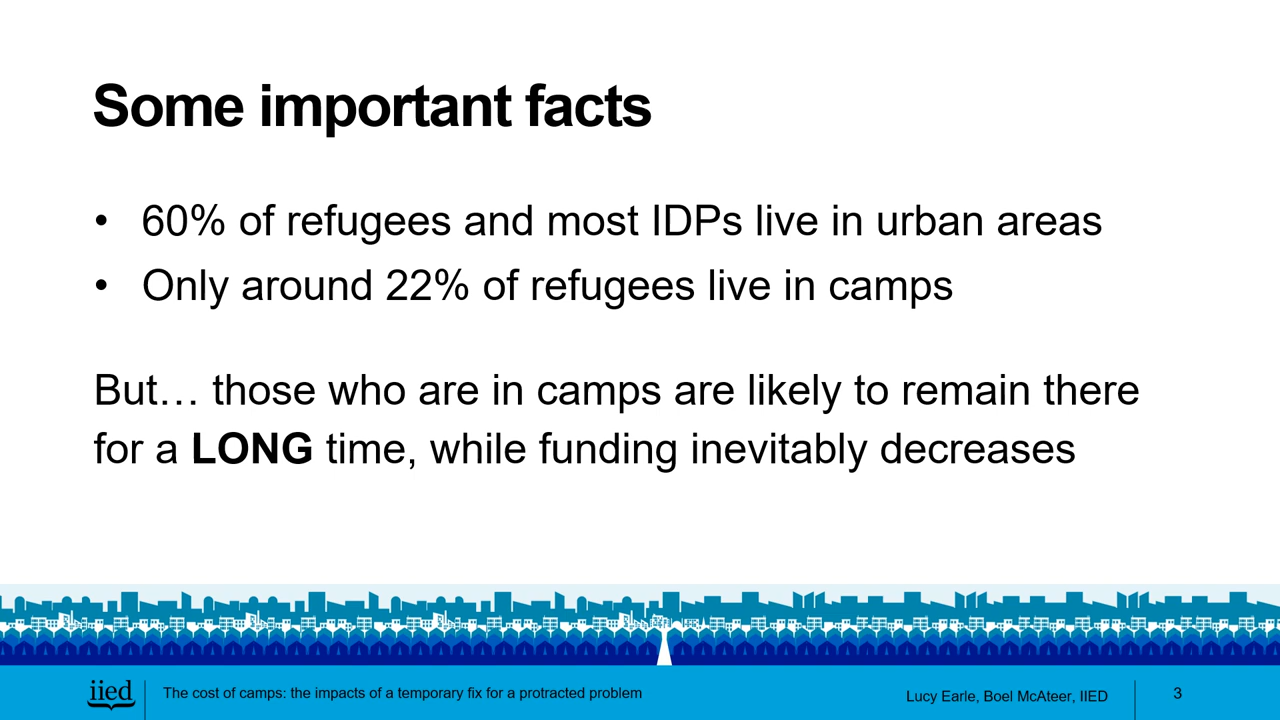 Some important facts
• 60% of refugees and most IDPs live in urban areas
• Only around 22% of refugees live in camps
But… those who are in camps are likely to remain there
for a LONG time, while funding inevitably decreases
iied
The cost of camps: the impacts of a temporary fix for a protracted problem
Lucy Earle, Boel McAteer, IIED
3